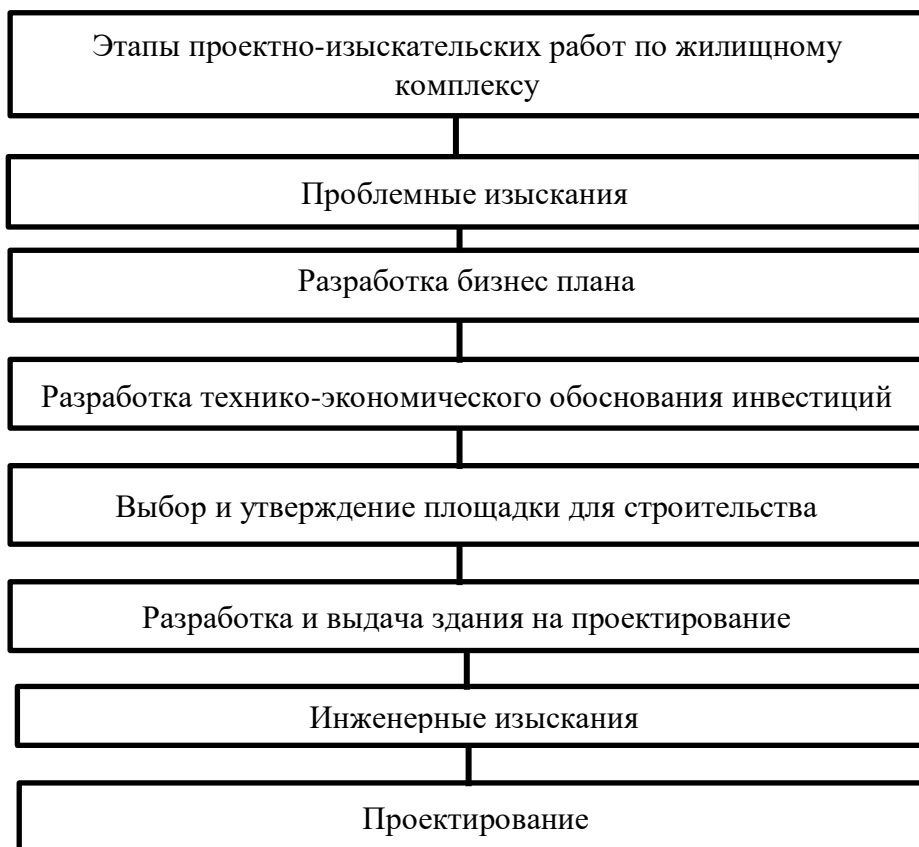 Этапы проектно-изыскательских работ по жилищному
комплексу
Проблемные изыскания
Разработка бизнес плана
Разработка технико-экономического обоснования инвестиций
Выбор и утверждение площадки для строительства
Разработка и выдача здания на проектирование
Инженерные изыскания
Проектирование